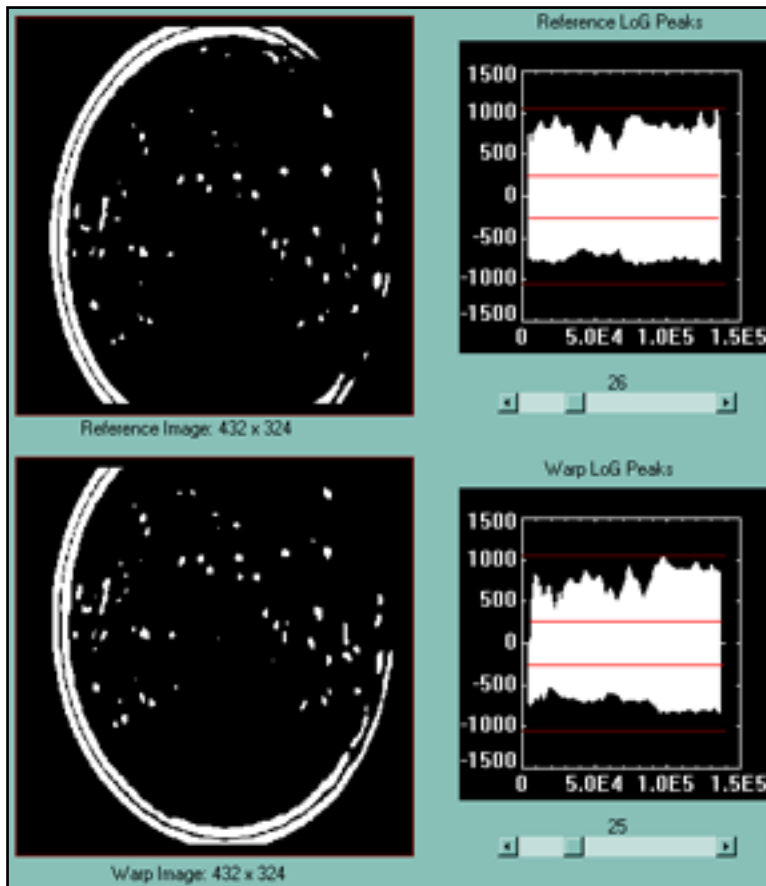 Reference LoG Peaks
1500
1000
500
0
-500
-1000
-1500
0 5.0E4 1.0E5 1.5E5
26
Reference Image: 432 x 324
Warp LoG Peaks
1500
1000
500
0
-500
-1000
-1500
0 5.0E4 1.0E5 1.5E5
25
Warp Image: 432 x 324